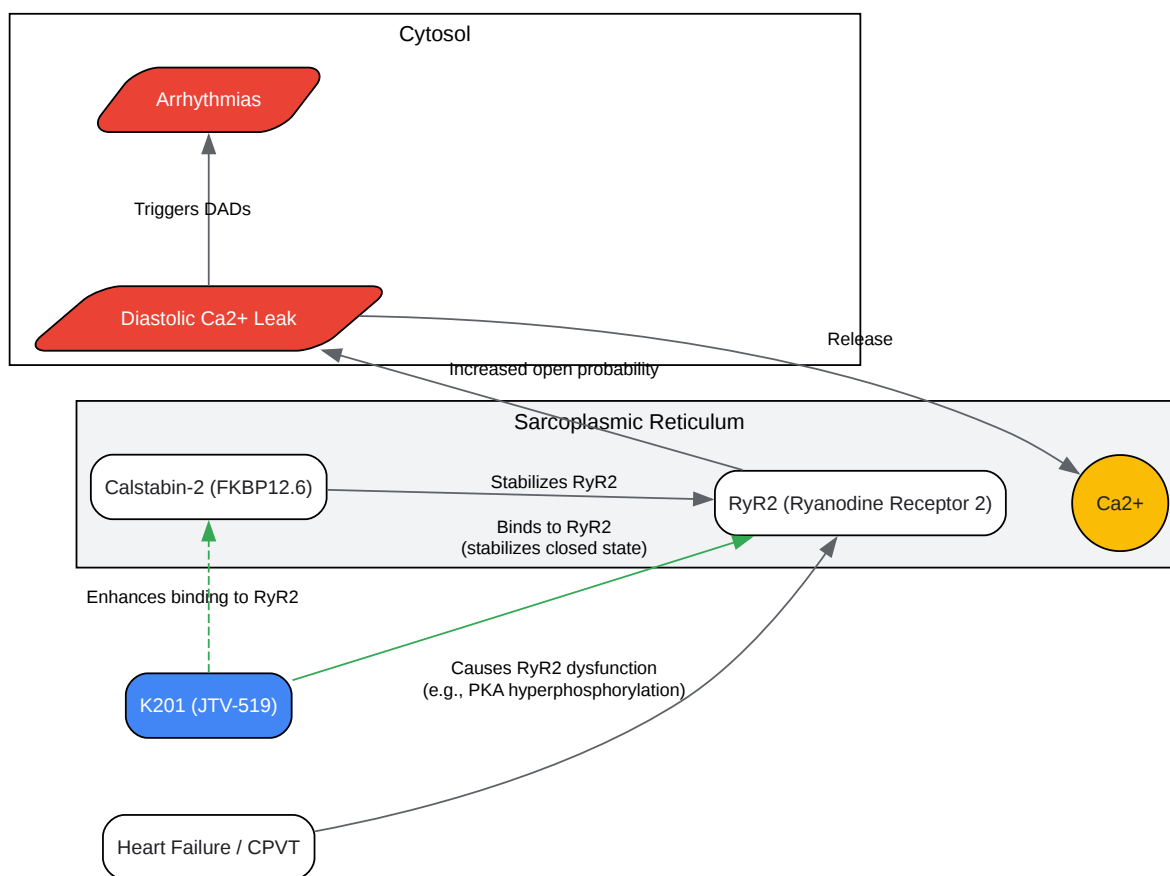 Cytosol
Arrhythmias
Triggers DADs
Diastolic Ca2+ Leak
Release
Increased open probability
Sarcoplasmic Reticulum
Calstabin-2 (FKBP12.6)
Stabilizes RyR2
RyR2 (Ryanodine Receptor 2)
Ca2+
Binds to RyR2
(stabilizes closed state)
Enhances binding to RyR2
Causes RyR2 dysfunction
(e.g., PKA hyperphosphorylation)
K201 (JTV-519)
Heart Failure / CPVT